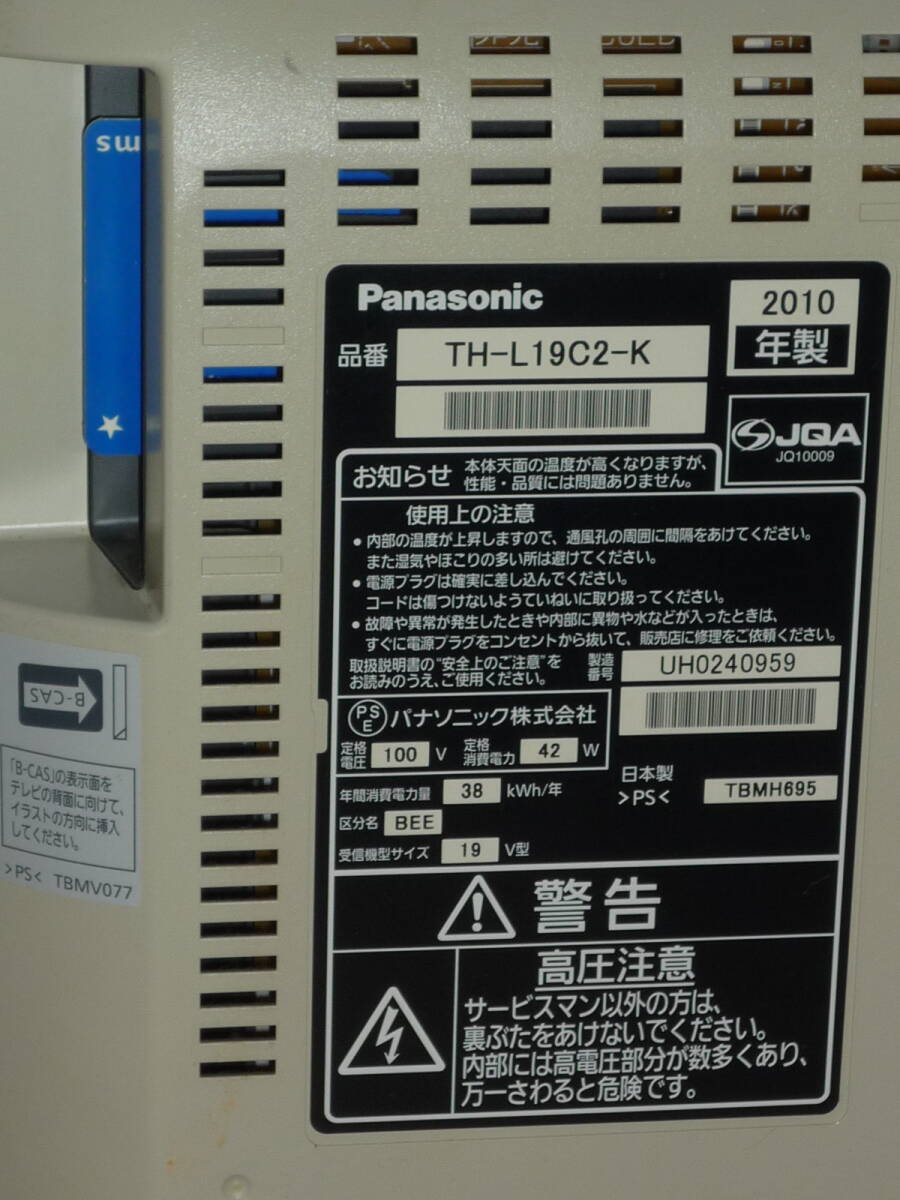 Panasonic
2010
年製
品番 TH-L19C2-K
JQA
JQ10009
お知らせ 本体天面の温度が高くなりますが、
性能・品質には問題ありません。
使用上の注意
• 内部の温度が上昇しますので、通風孔の周囲に間隔をあけてください。
また湿気やほこりの多い所は避けてください。
• 電源プラグは確実に差し込んでください。
コードは傷つけないようていねいに取り扱ってください。
• 故障や異常が発生したときや内部に異物や水などが入ったときは、
すぐに電源プラグをコンセントから抜いて、販売店に修理をご依頼ください。
取扱説明書の"安全上のご注意"を
お読みのうえ、ご使用ください。
製造
番号 UH0240959
PSE パナソニック株式会社
定格
電圧 100 V 定格
消費電力 42 W
年間消費電力量 38 kWh/年
区分名 BEE
受信機型サイズ 19 V型
日本製
>PS< TBMH695
警告
高圧注意
サービスマン以外の方は、
裏ぶたをあけないでください。
内部には高電圧部分が数多くあり、
万一さわると危険です。
ms
B-CAS
「B-CAS」の表示面を
テレビの背面に向けて、
イラストの方向に挿入
してください。
>PS< TBMV077